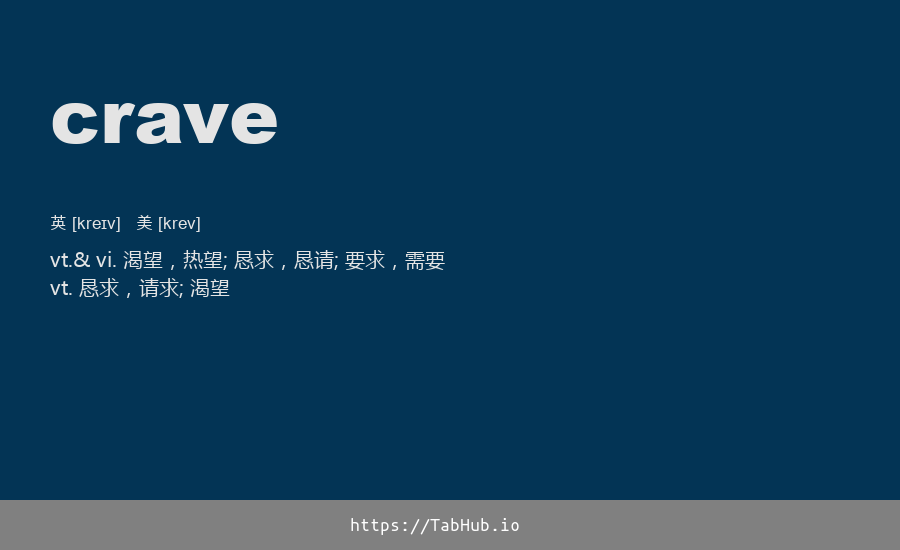 crave
英 [kreɪv] 美 [krev]
vt.& vi. 渴望，热望; 恳求，恳请; 要求，需要
vt. 恳求，请求; 渴望
https://TabHub.io